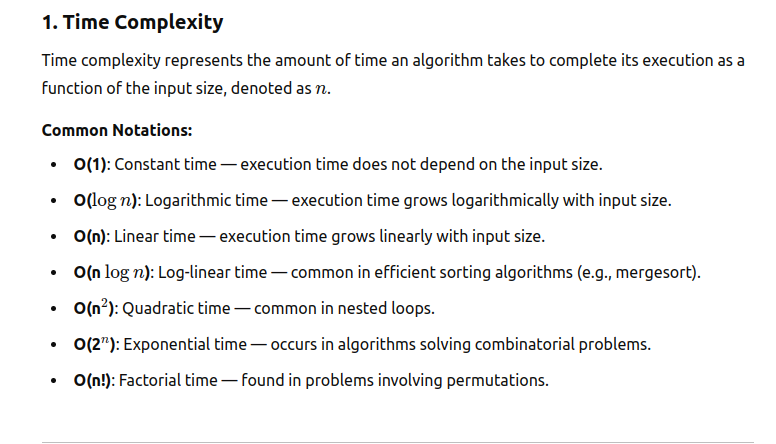 1. Time Complexity
Time complexity represents the amount of time an algorithm takes to complete its execution as a
function of the input size, denoted as n.
Common Notations:
• O(1): Constant time — execution time does not depend on the input size.
• O(log n): Logarithmic time — execution time grows logarithmically with input size.
• O(n): Linear time — execution time grows linearly with input size.
• O(n log n): Log-linear time — common in efficient sorting algorithms (e.g., mergesort).
• O(n²): Quadratic time — common in nested loops.
• O(2ⁿ): Exponential time — occurs in algorithms solving combinatorial problems.
• O(n!): Factorial time — found in problems involving permutations.